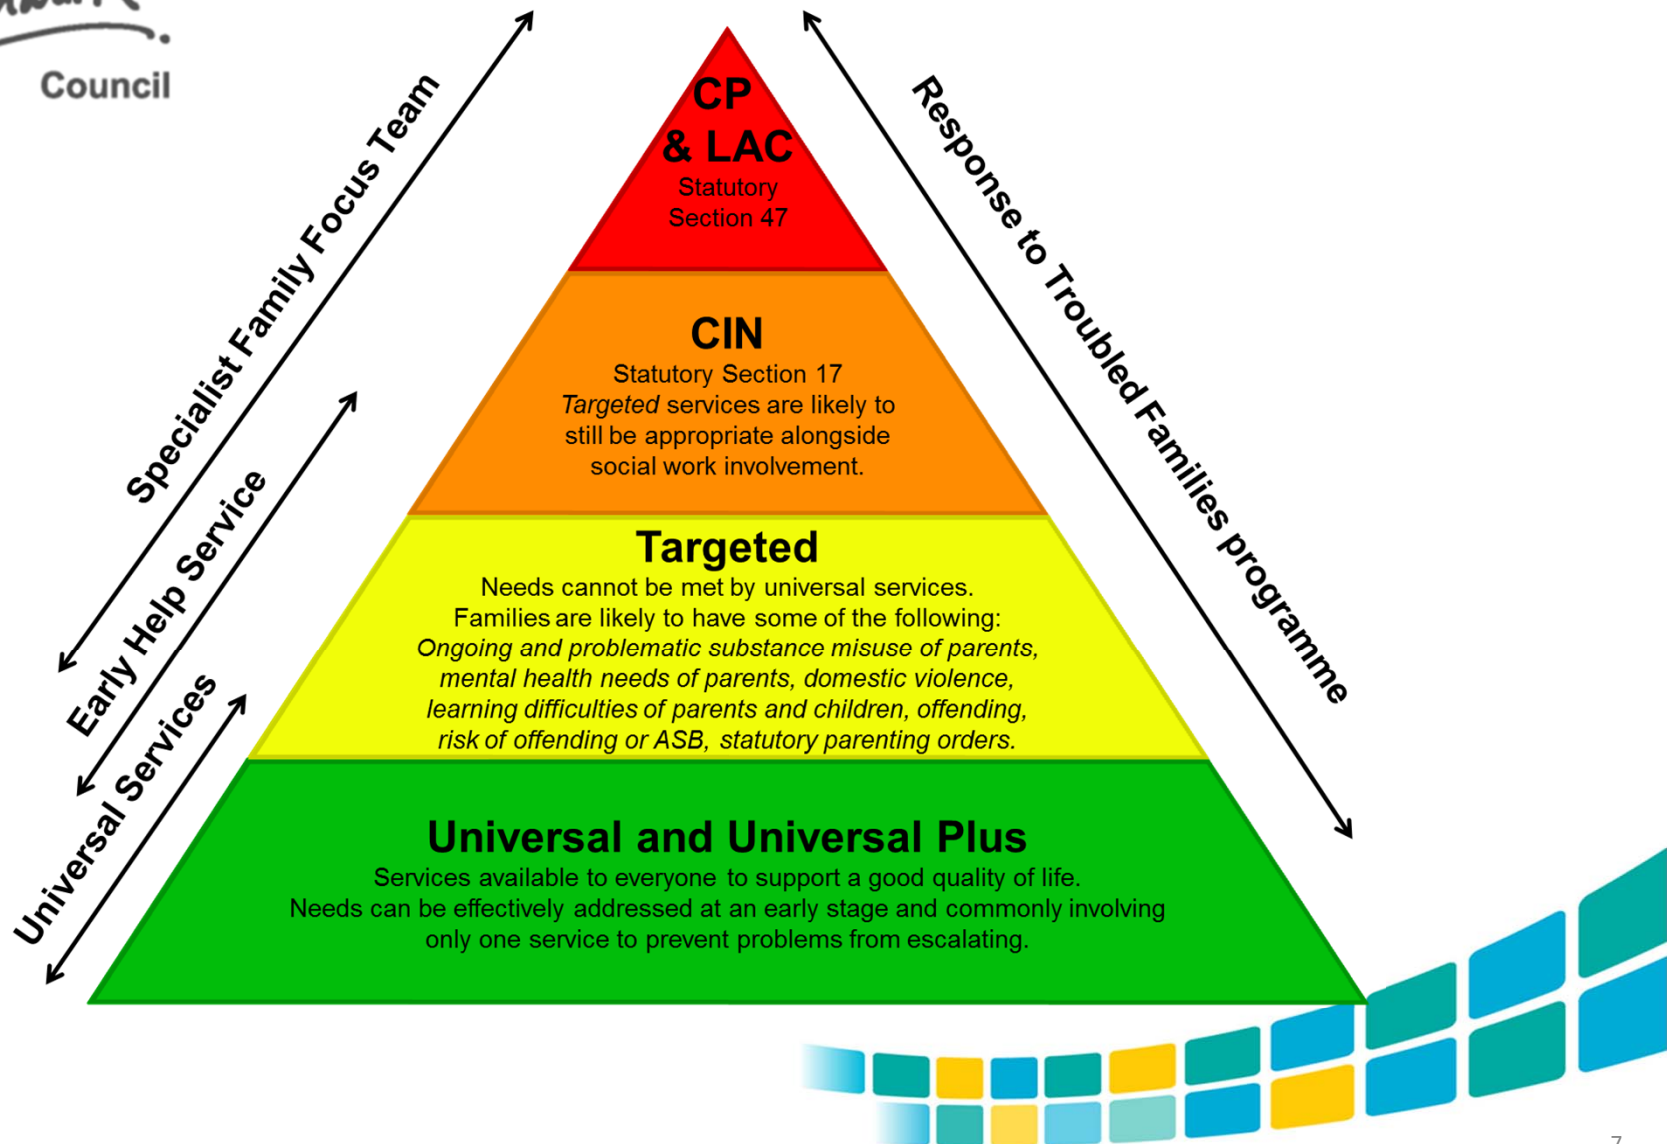 Council
Specialist Family Focus Team
Early Help Service
Universal Services
CP
& LAC
Statutory
Section 47
CIN
Statutory Section 17
Targeted services are likely to
still be appropriate alongside
social work involvement.
Targeted
Needs cannot be met by universal services.
Families are likely to have some of the following:
Ongoing and problematic substance misuse of parents,
mental health needs of parents, domestic violence,
learning difficulties of parents and children, offending,
risk of offending or ASB, statutory parenting orders.
Universal and Universal Plus
Services available to everyone to support a good quality of life.
Needs can be effectively addressed at an early stage and commonly involving
only one service to prevent problems from escalating.
Response to Troubled Families programme